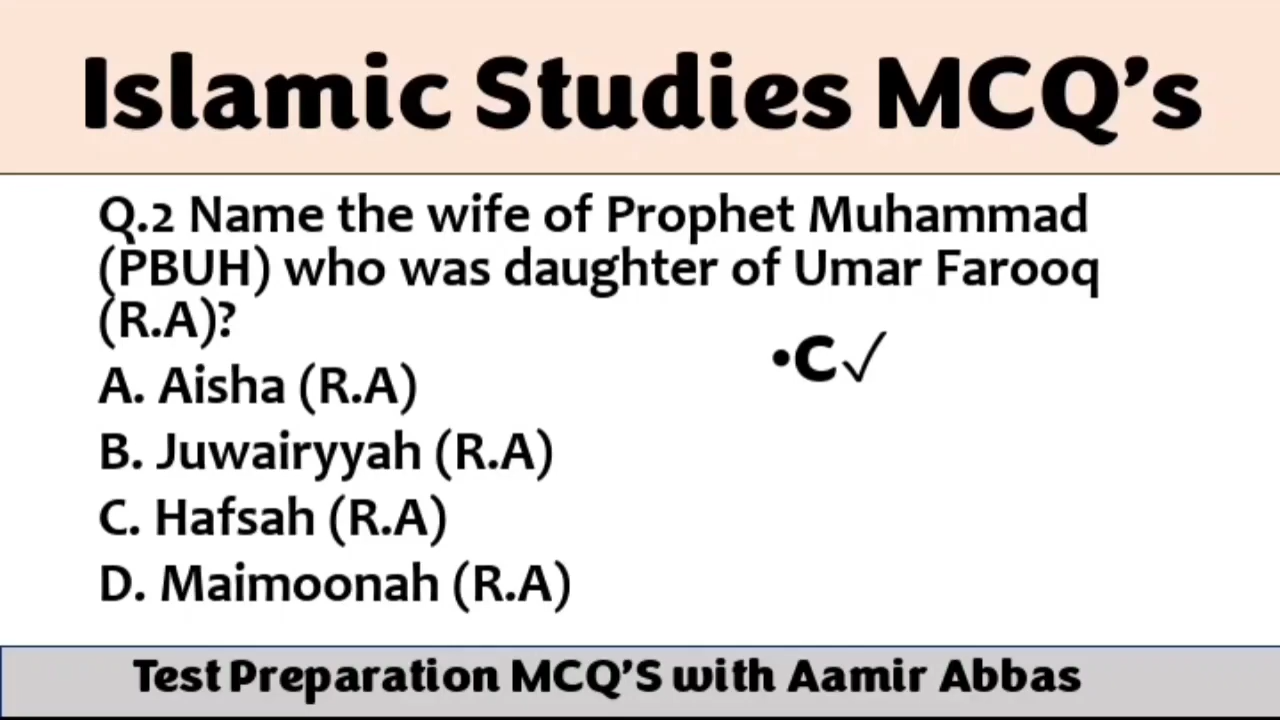 Islamic Studies MCQ’s
Q.2 Name the wife of Prophet Muhammad
(PBUH) who was daughter of Umar Farooq
(R.A)?
•C✓
A. Aisha (R.A)
B. Juwairyyah (R.A)
C. Hafsah (R.A)
D. Maimoonah (R.A)
Test Preparation MCQ’S with Aamir Abbas